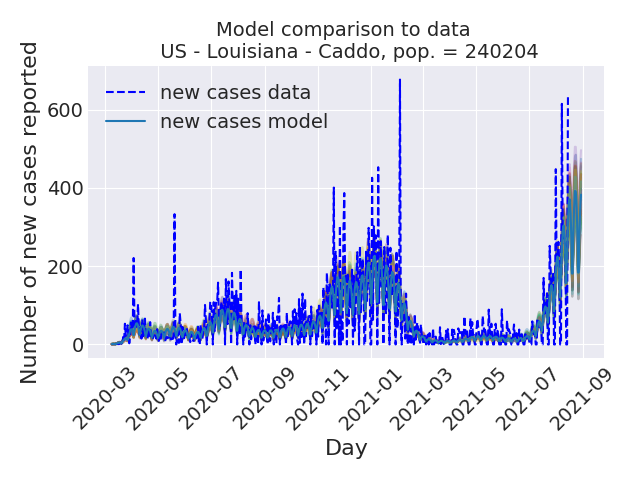 Model comparison to data
US - Louisiana - Caddo, pop. = 240204
Number of new cases reported
600
400
200
0
new cases data
new cases model
2020-03
2020-05
2020-07
2020-09
2020-11
2021-01
2021-03
2021-05
2021-07
2021-09
Day